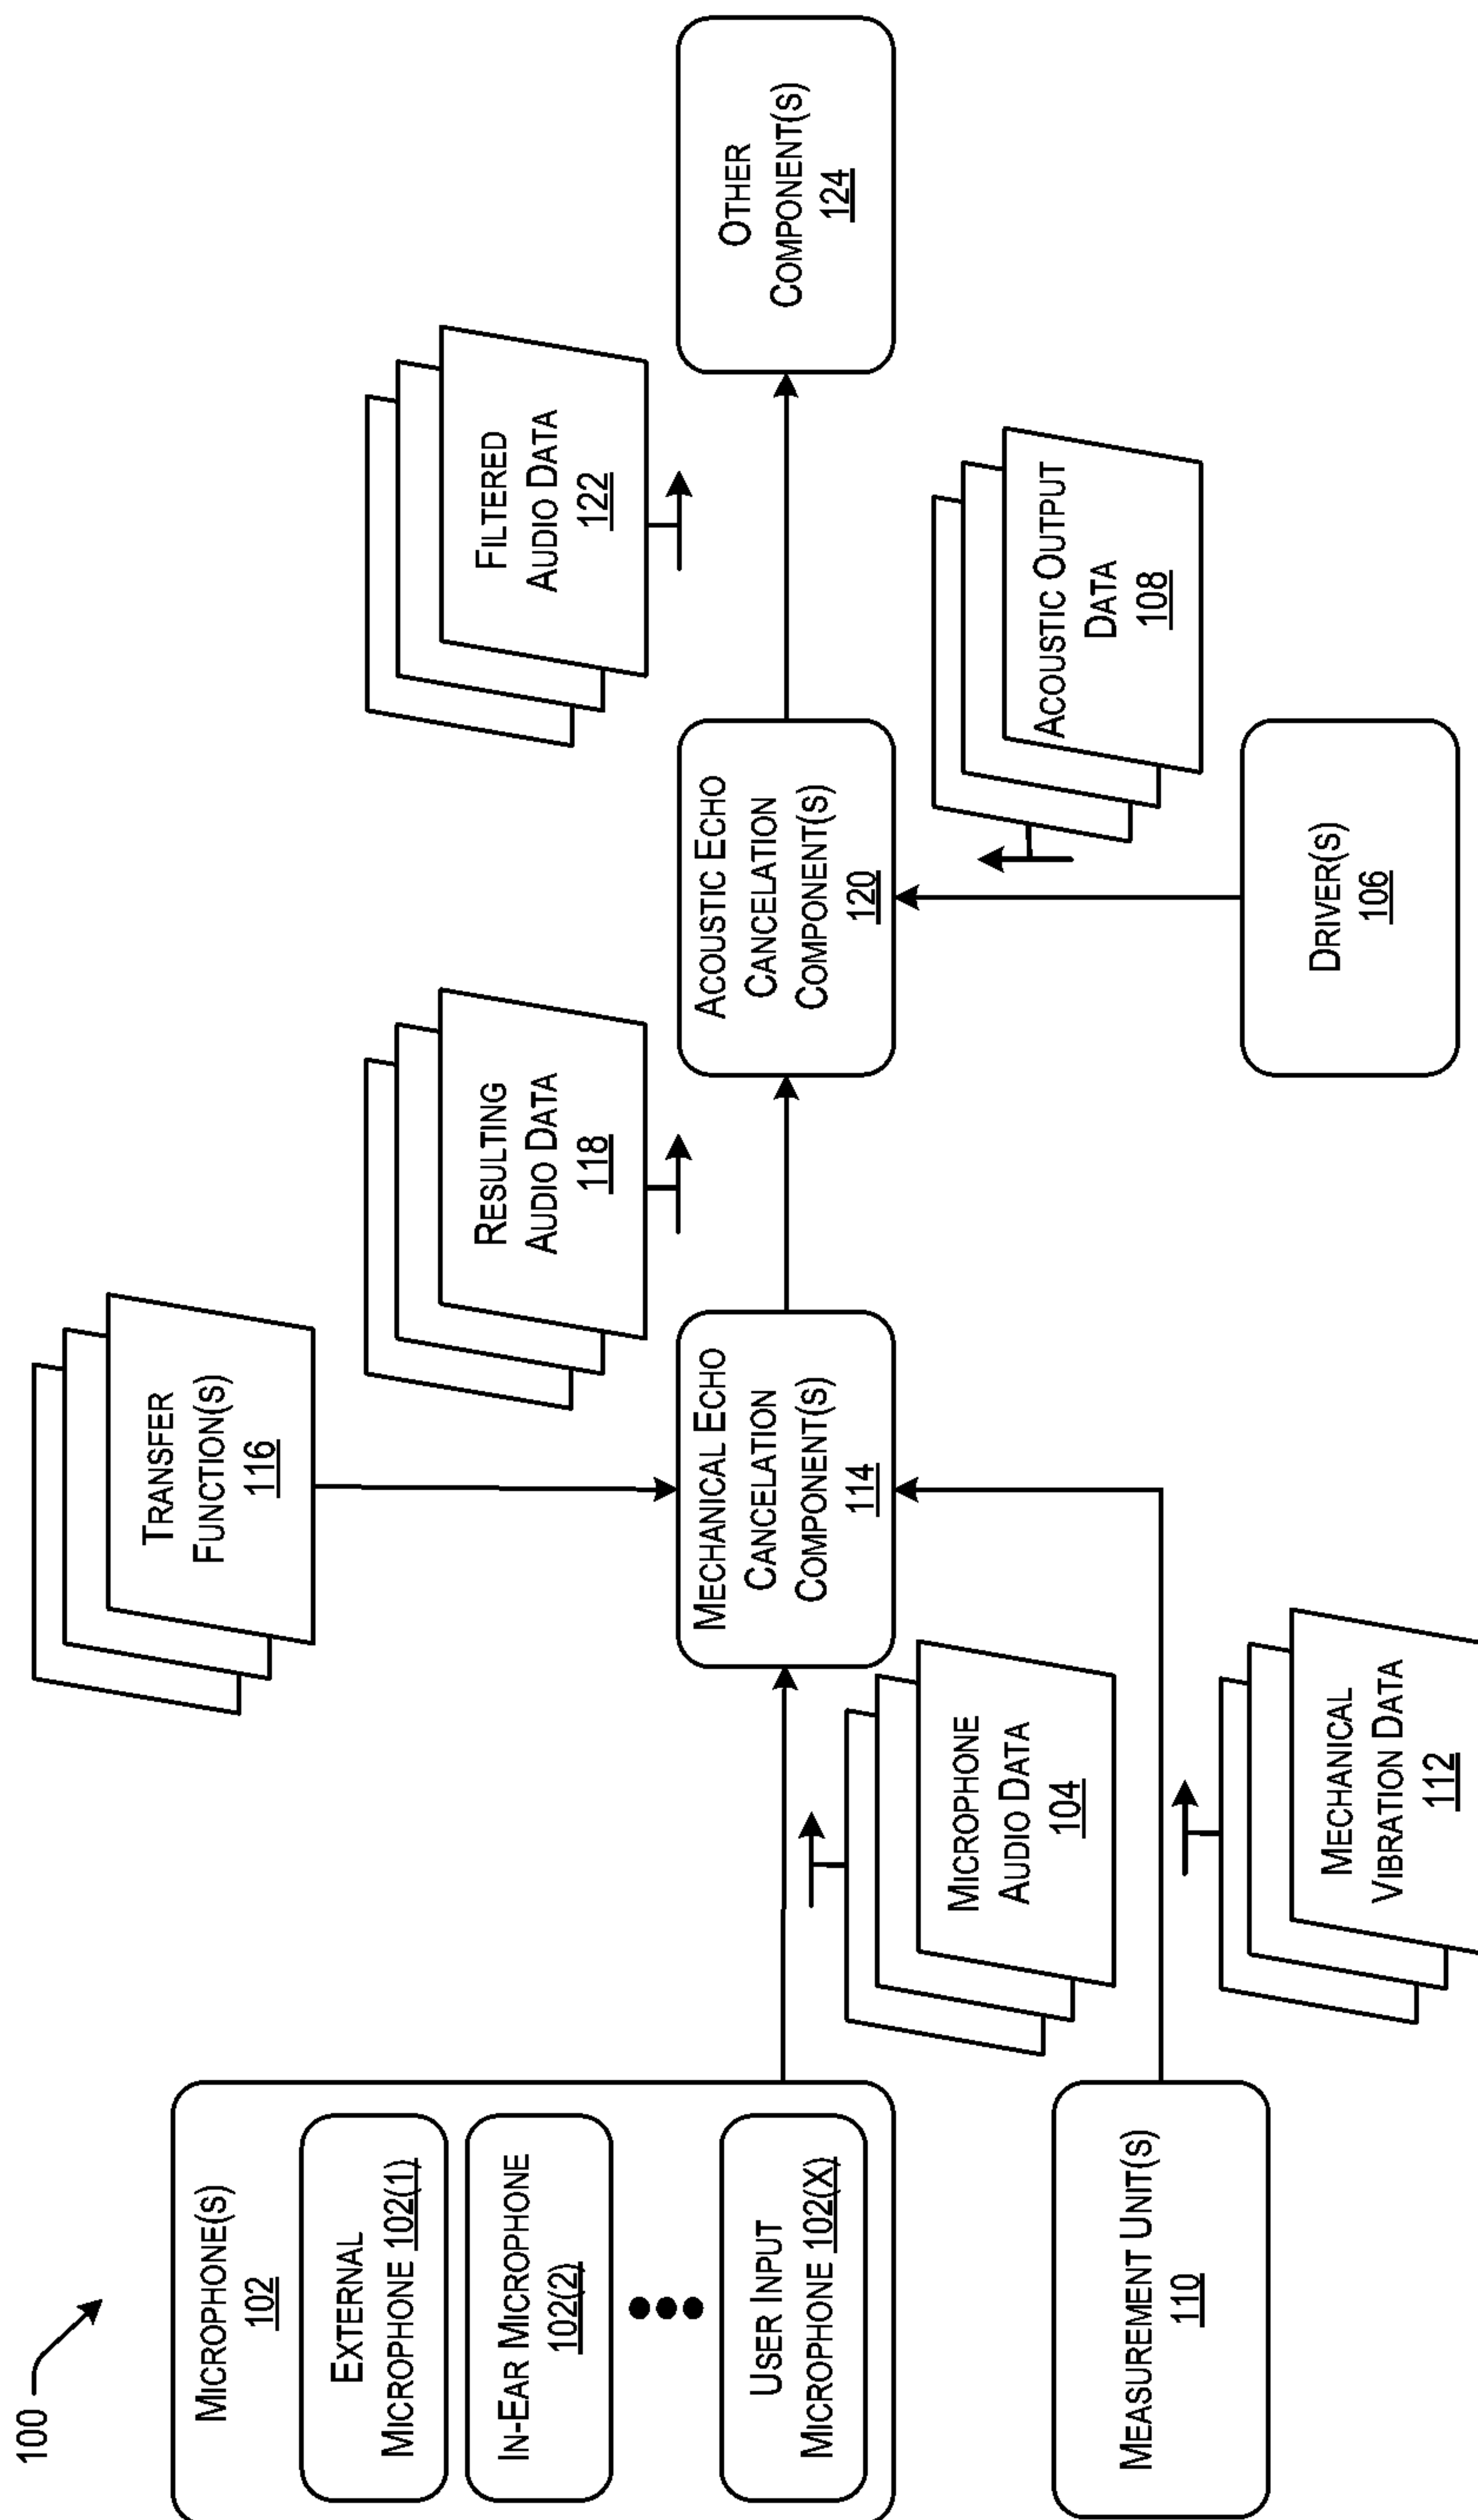 100
MICROPHONE(S)
102
EXTERNAL
MICROPHONE 102(1)
IN-EAR MICROPHONE
102(2)
USER INPUT
MICROPHONE 102(X)
MEASUREMENT UNIT(S)
110
MICROPHONE
AUDIO DATA
104
MECHANICAL
VIBRATION DATA
112
TRANSFER
FUNCTION(S)
116
MECHANICAL ECHO
CANCELATION
COMPONENT(S)
114
RESULTING
AUDIO DATA
118
ACOUSTIC ECHO
CANCELATION
COMPONENT(S)
120
DRIVER(S)
106
ACOUSTIC OUTPUT
DATA
108
FILTERED
AUDIO DATA
122
OTHER
COMPONENT(S)
124